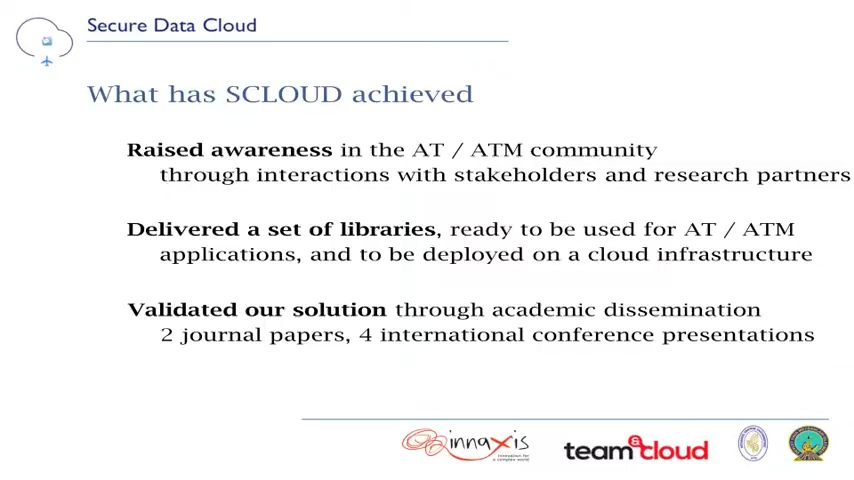 Secure Data Cloud
What has SCLOUD achieved
Raised awareness in the AT / ATM community
through interactions with stakeholders and research partners
Delivered a set of libraries, ready to be used for AT / ATM
applications, and to be deployed on a cloud infrastructure
Validated our solution through academic dissemination
2 journal papers, 4 international conference presentations
innaxis
innovation for
a complex world
team&cloud